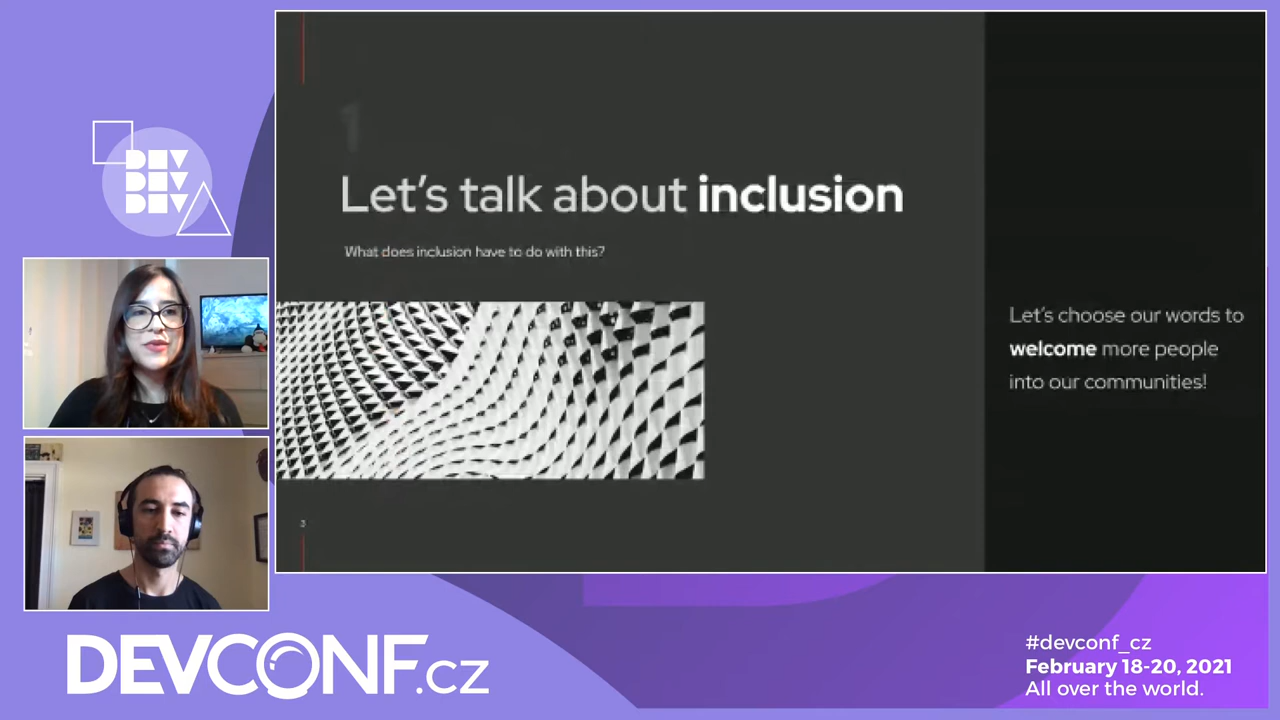 DEV
DEV
DEV
1
Let's talk about inclusion
What does inclusion have to do with this?
Let's choose our words to
welcome more people
into our communities!
3
DEVCONF.cz
#devconf_cz
February 18-20, 2021
All over the world.